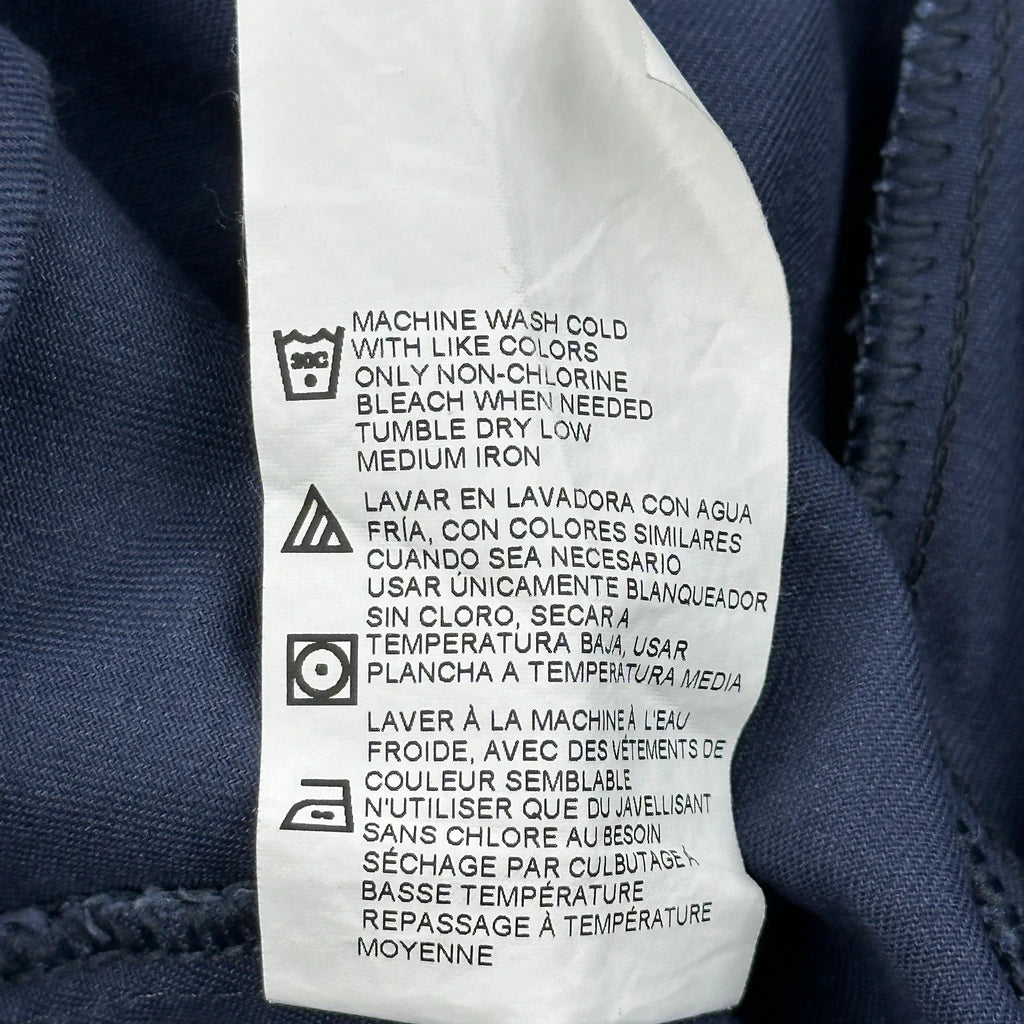 30C
MACHINE WASH COLD
WITH LIKE COLORS
ONLY NON-CHLORINE
BLEACH WHEN NEEDED
TUMBLE DRY LOW
MEDIUM IRON
LAVAR EN LAVADORA CON AGUA
FRÍA, CON COLORES SIMILARES
CUANDO SEA NECESARIO
USAR ÚNICAMENTE BLANQUEADOR
SIN CLORO, SECAR A
TEMPERATURA BAJA, USAR
PLANCHA A TEMPERATURA MEDIA
LAVER À LA MACHINE À L'EAU
FROIDE, AVEC DES VÊTEMENTS DE
COULEUR SEMBLABLE
N'UTILISER QUE DU JAVELLISANT
SANS CHLORE AU BESOIN
SÉCHAGE PAR CULBUTAGE À
BASSE TEMPÉRATURE
REPASSAGE À TEMPÉRATURE
MOYENNE